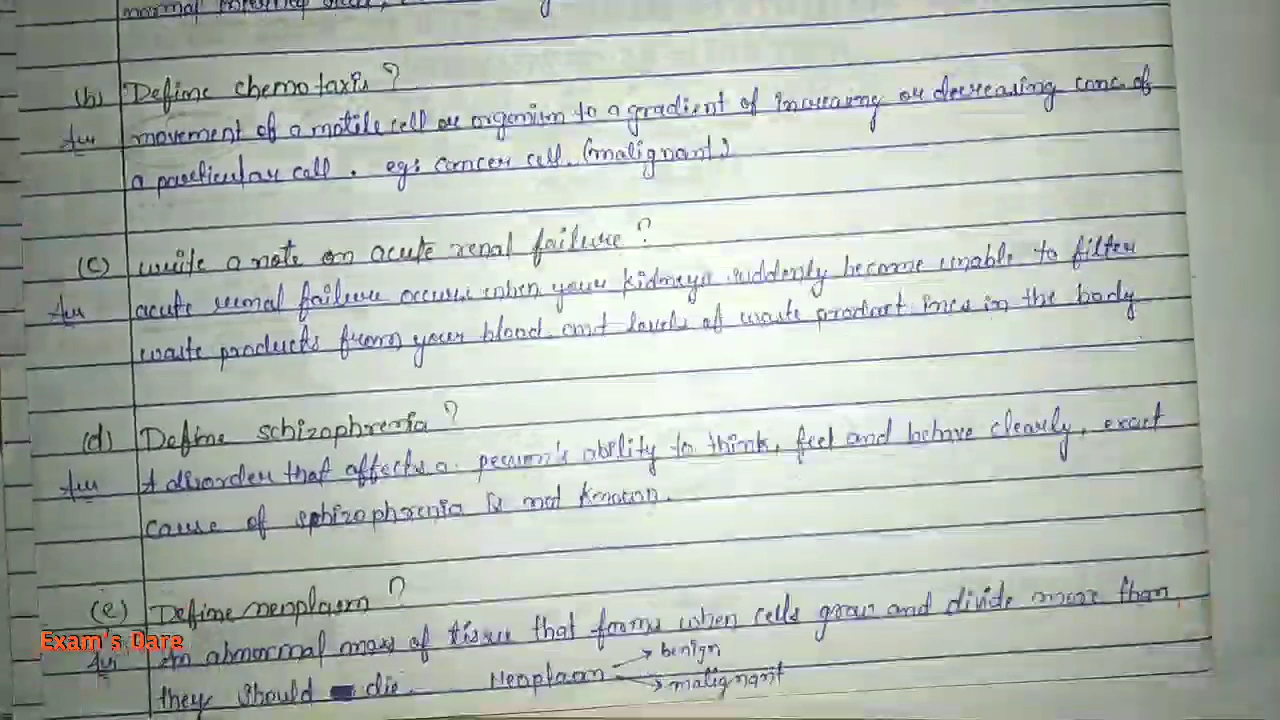 (b) Define chemotaxis?
Ans movement of a motile cell or organism to a gradient of increasing or decreasing conc of
a particular cell. eg: cancer cell. (malignant)
(c) write a note on acute renal failure?
Ans acute renal failure occurs when your kidneys suddenly become unable to filter
waste products from your blood. and levels of waste product incs in the body
(d) Define schizophrenia?
Ans A disorder that affects a person's ability to think, feel and behave clearly, exact
cause of sphizophrenia is not known.
(e) Define neoplasm?
Exam's Dare
Ans An abnormal mass of tissue that forms when cells grow and divide more than
they should die. Neoplasm → benign
→ malignant